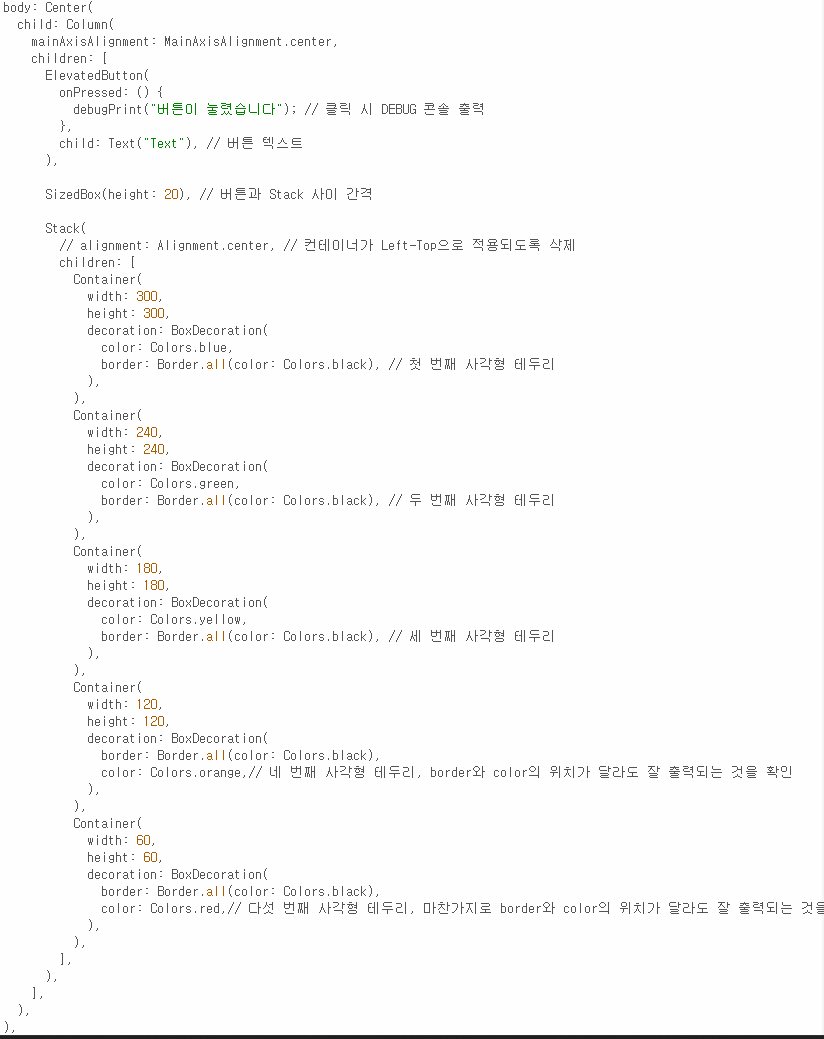 body: Center(
  child: Column(
    mainAxisAlignment: MainAxisAlignment.center,
    children: [
      ElevatedButton(
        onPressed: () {
          debugPrint("버튼이 눌렸습니다"); // 클릭 시 DEBUG 콘솔 출력
        },
        child: Text("Text"), // 버튼 텍스트
      ),

      SizedBox(height: 20), // 버튼과 Stack 사이 간격

      Stack(
        // alignment: Alignment.center, // 컨테이너가 Left-Top으로 적용되도록 삭제
        children: [
          Container(
            width: 300,
            height: 300,
            decoration: BoxDecoration(
              color: Colors.blue,
              border: Border.all(color: Colors.black), // 첫 번째 사각형 테두리
            ),
          ),
          Container(
            width: 240,
            height: 240,
            decoration: BoxDecoration(
              color: Colors.green,
              border: Border.all(color: Colors.black), // 두 번째 사각형 테두리
            ),
          ),
          Container(
            width: 180,
            height: 180,
            decoration: BoxDecoration(
              color: Colors.yellow,
              border: Border.all(color: Colors.black), // 세 번째 사각형 테두리
            ),
          ),
          Container(
            width: 120,
            height: 120,
            decoration: BoxDecoration(
              border: Border.all(color: Colors.black),
              color: Colors.orange,// 네 번째 사각형 테두리, border와 color의 위치가 달라도 잘 출력되는 것을 확인
            ),
          ),
          Container(
            width: 60,
            height: 60,
            decoration: BoxDecoration(
              border: Border.all(color: Colors.black),
              color: Colors.red,// 다섯 번째 사각형 테두리, 마찬가지로 border와 color의 위치가 달라도 잘 출력되는 것을
            ),
          ),
        ],
      ),
    ],
  ),
),